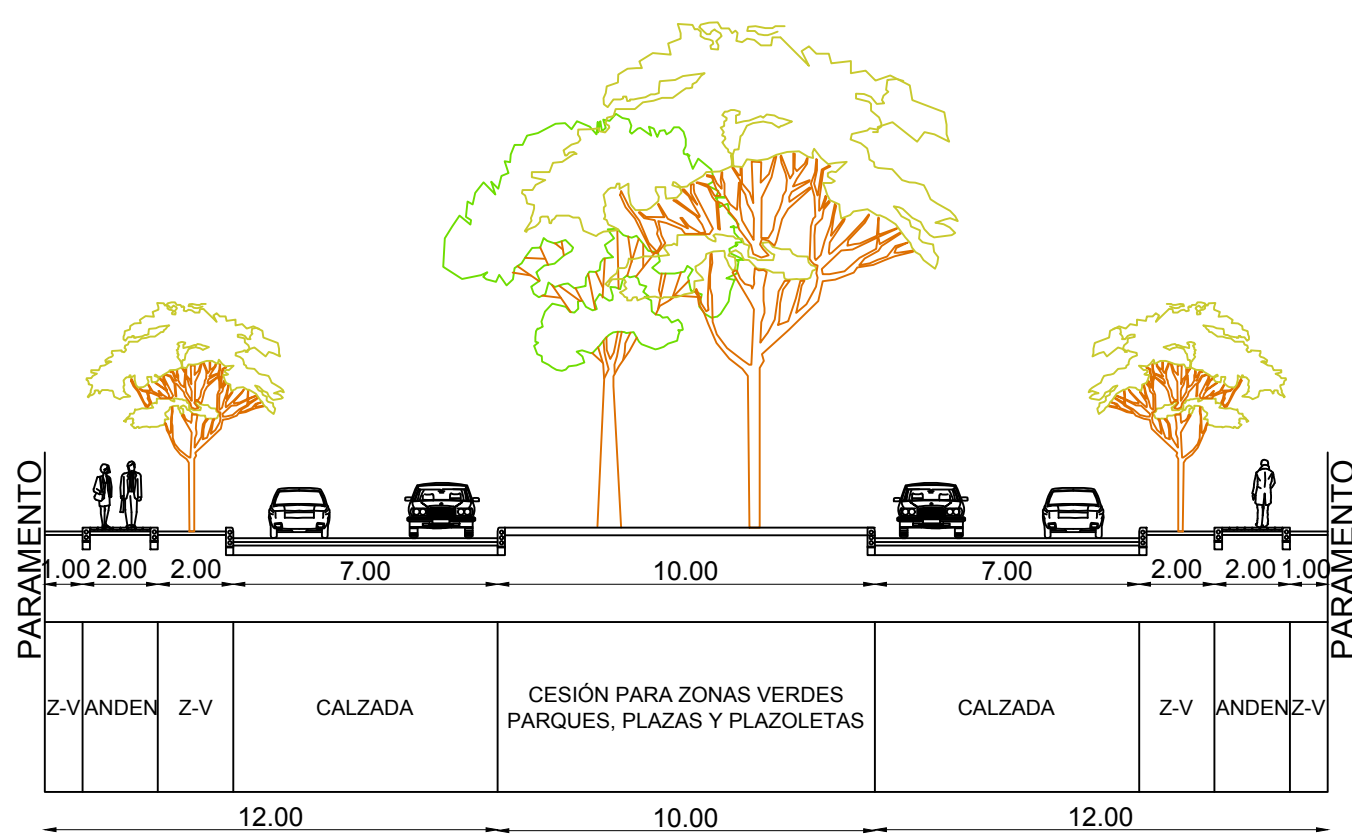 PARAMENTO
PARAMENTO
1.00 2.00 2.00 7.00 10.00 7.00 2.00 2.00 1.00
Z-V ANDEN Z-V CALZADA
CESIÓN PARA ZONAS VERDES
PARQUES, PLAZAS Y PLAZOLETAS
CALZADA Z-V ANDEN Z-V
12.00 10.00 12.00